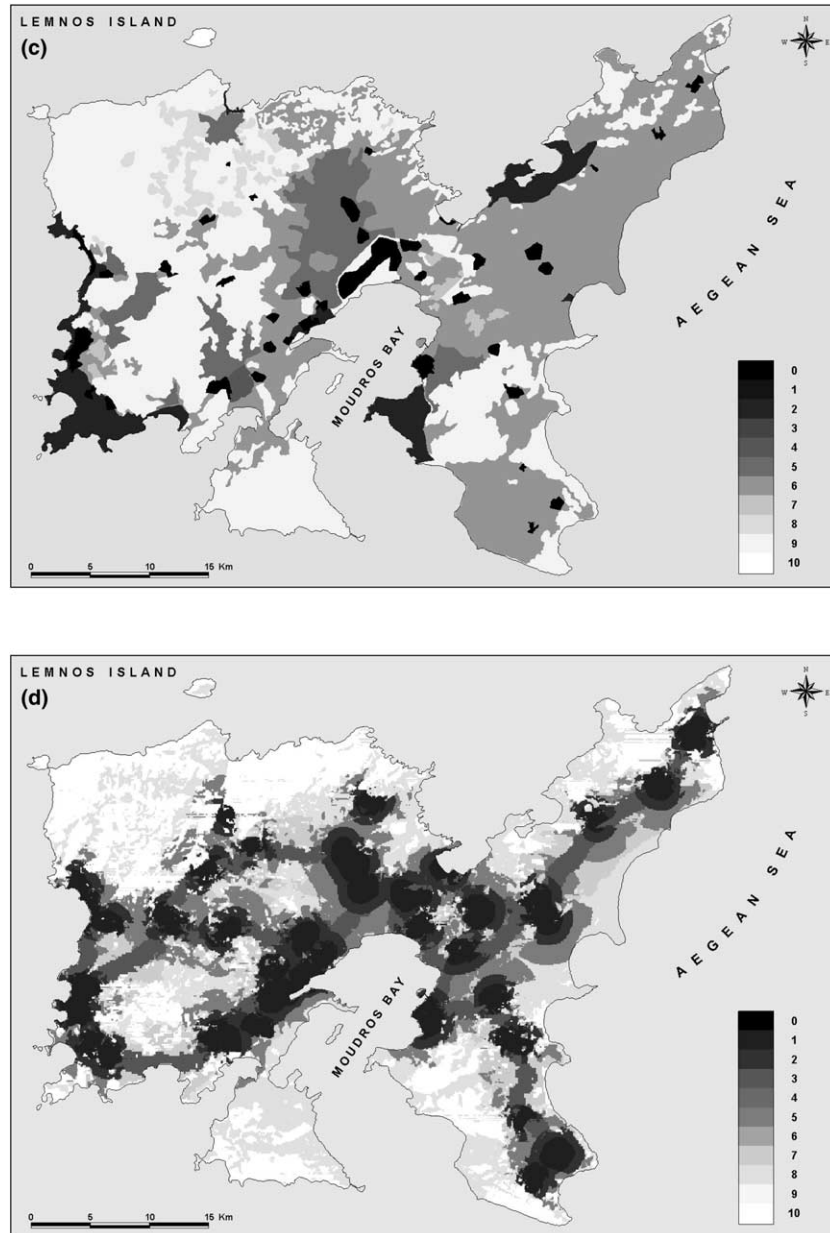 LEMNOS ISLAND
(c)
N
W E
S
AEGEAN SEA
MOUDROS BAY
0
1
2
3
4
5
6
7
8
9
10
0 5 10 15 Km
LEMNOS ISLAND
(d)
N
W E
S
AEGEAN SEA
MOUDROS BAY
0
1
2
3
4
5
6
7
8
9
10
0 5 10 15 Km